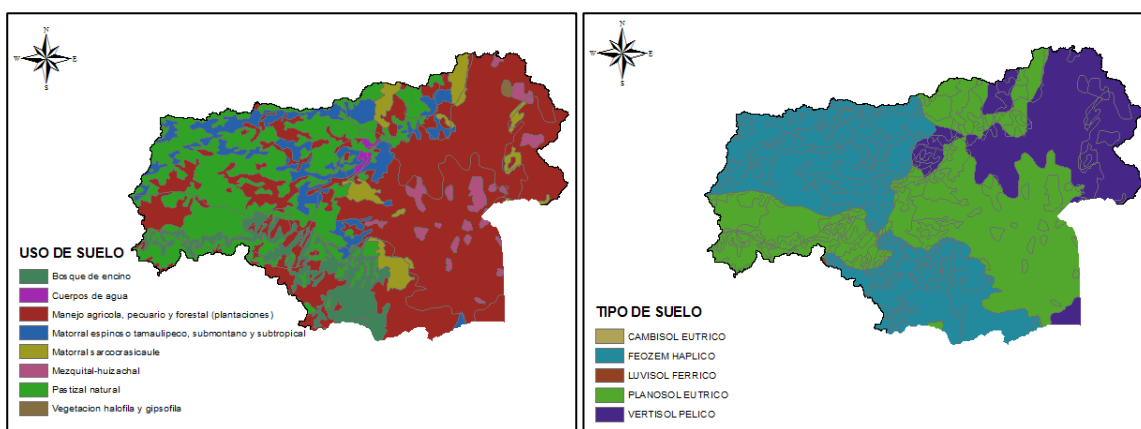 N
W
E
S
USO DE SUELO
Bosque de encino
Cuerpos de agua
Manejo agricola, pecuario y forestal (plantaciones)
Matorral espinoso tamaulipeco, submontano y subtropical
Matorral sarcocrasicaule
Mezquital-huizachal
Pastizal natural
Vegetacion halofila y gipsofila
N
W
E
S
TIPO DE SUELO
CAMBISOL EUTRICO
FEOZEM HAPLICO
LUVISOL FERRICO
PLANOSOL EUTRICO
VERTISOL PELICO